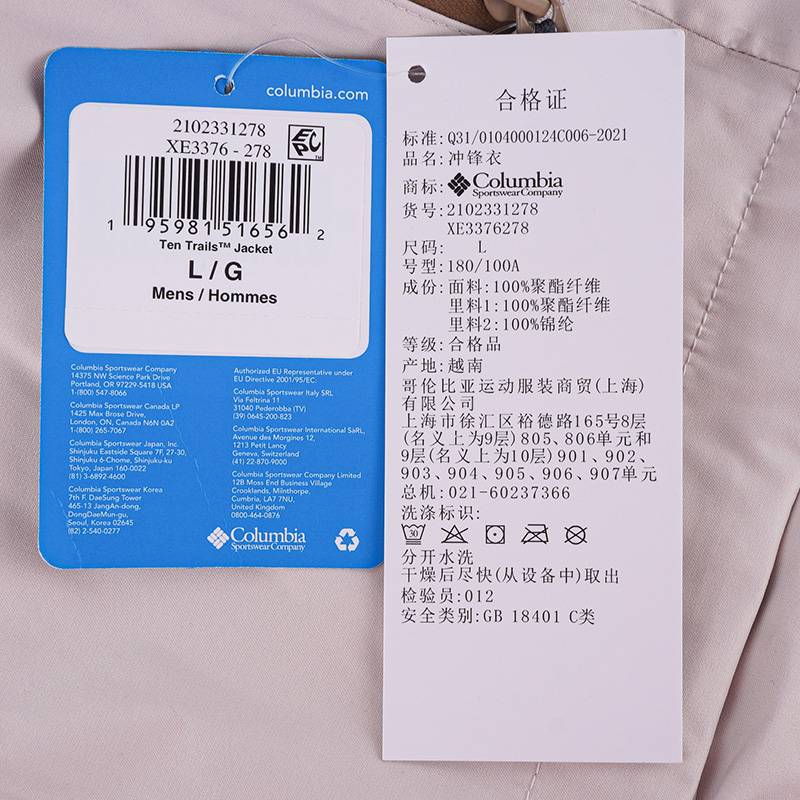 columbia.com
2102331278
XE3376 - 278
EPC™
1 95981 51656 2
Ten Trails™ Jacket
L / G
Mens / Hommes
Columbia Sportswear Company
14375 NW Science Park Drive
Portland, OR 97229-5418 USA
1-(800) 547-8066
Columbia Sportswear Canada LP
1425 Max Brose Drive,
London, ON, Canada N6N 0A2
1-(800) 265-7067
Columbia Sportswear Japan, Inc.
Shinjuku Eastside Square 7F, 27-30,
Shinjuku 6-Chome, Shinjuku-ku
Tokyo, Japan 160-0022
(81) 3-6892-4600
Columbia Sportswear Korea
7th F. DaeSung Tower
465-13 JangAn-dong,
DongDaeMun-gu,
Seoul, Korea 02645
(82) 2-540-0277
Authorized EU Representative under
EU Directive 2001/95/EC:
Columbia Sportswear Italy SRL
Via Feltrina 11
31040 Pederobba (TV)
(39) 0645-200-823
Columbia Sportswear International SàRL,
Avenue des Morgines 12,
1213 Petit Lancy
Geneva, Switzerland
(41) 22-870-9000
Columbia Sportswear Company Limited
12B Moss End Business Village
Crooklands, Milnthorpe,
Cumbria, LA7 7NU,
United Kingdom
0800-464-0876
Columbia
Sportswear Company
合格证
标准:Q31/0104000124C006-2021
品名:冲锋衣
商标:Columbia
Sportswear Company
货号:2102331278
XE3376278
尺码: L
号型:180/100A
成份:面料:100%聚酯纤维
里料1:100%聚酯纤维
里料2:100%锦纶
等级:合格品
产地:越南
哥伦比亚运动服装商贸(上海)
有限公司
上海市徐汇区裕德路165号8层
(名义上为9层)805、806单元和
9层(名义上为10层)901、902、
903、904、905、906、907单元
总机:021-60237366
洗涤标识:
30
分开水洗
干燥后尽快(从设备中)取出
检验员:012
安全类别:GB 18401 C类